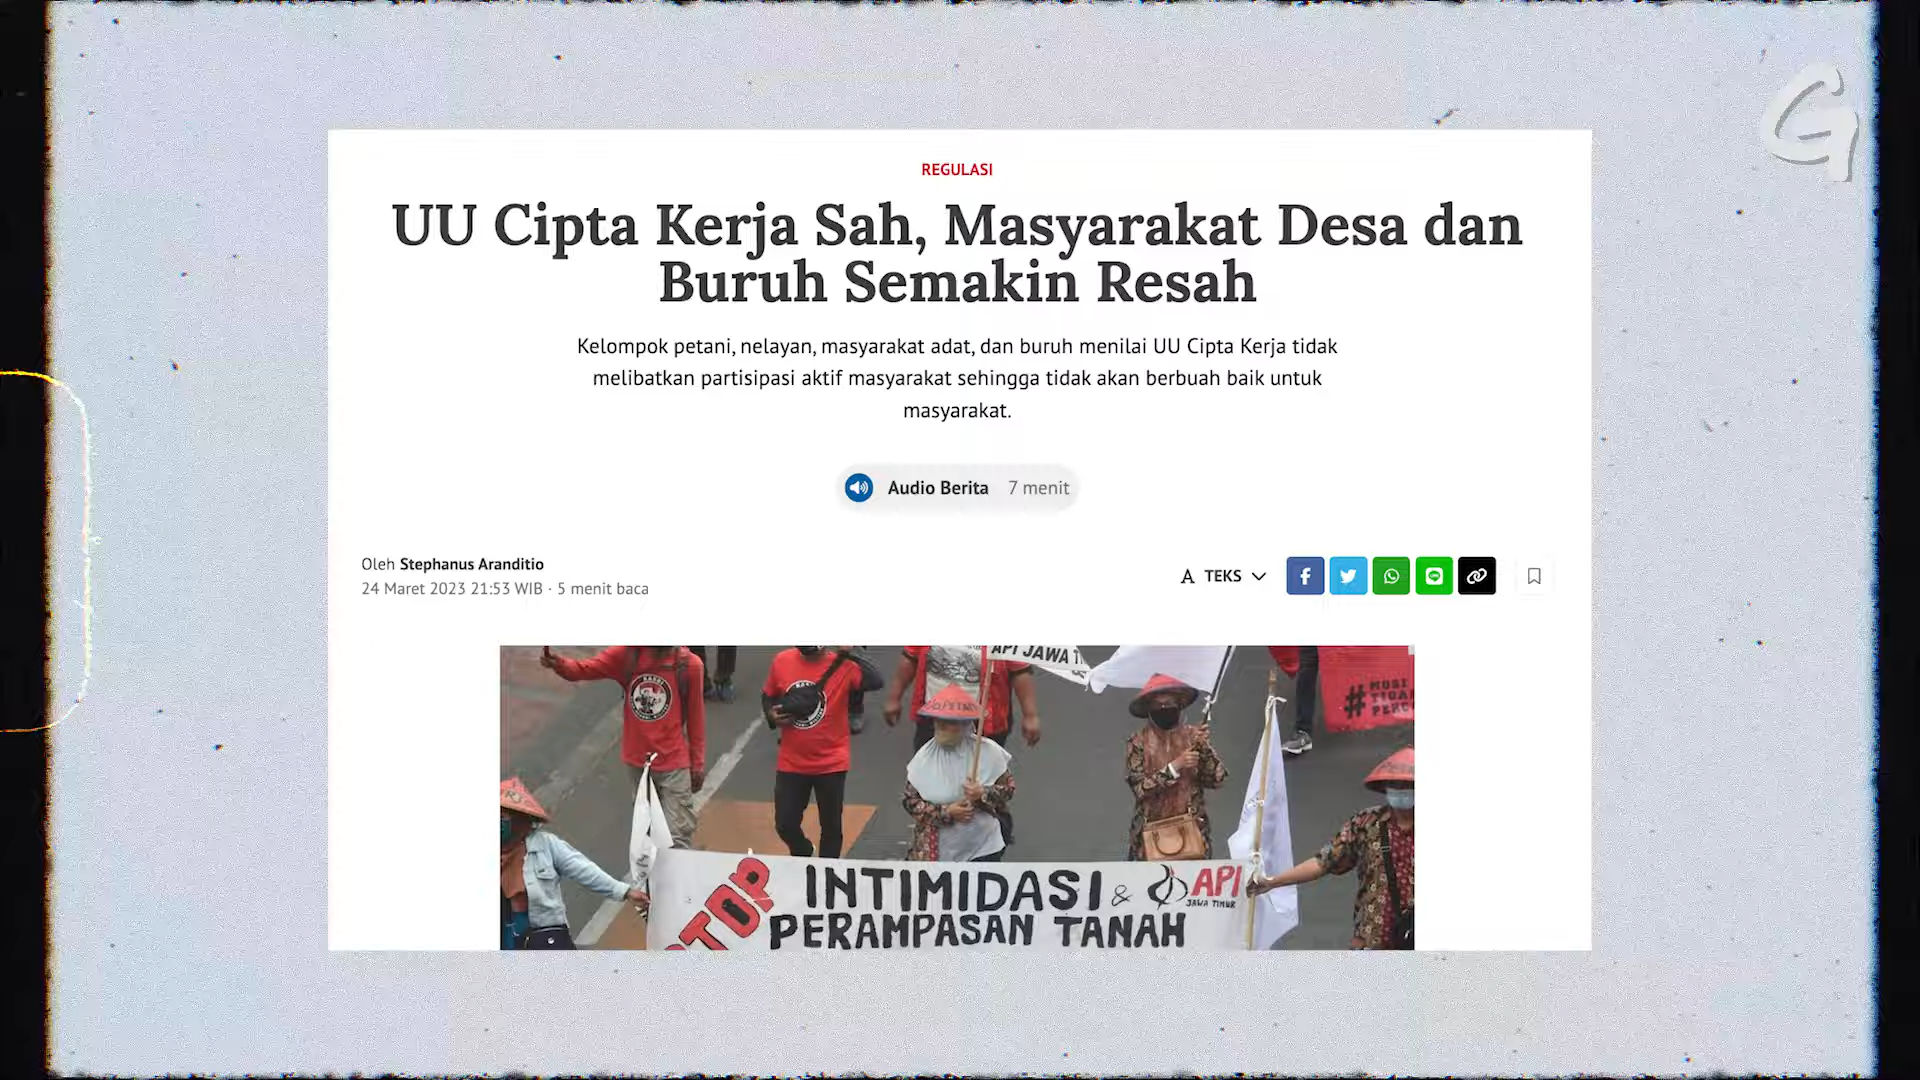 G
REGULASI
UU Cipta Kerja Sah, Masyarakat Desa dan
Buruh Semakin Resah
Kelompok petani, nelayan, masyarakat adat, dan buruh menilai UU Cipta Kerja tidak
melibatkan partisipasi aktif masyarakat sehingga tidak akan berbuah baik untuk
masyarakat.
Audio Berita 7 menit
Oleh Stephanus Aranditio
24 Maret 2023 21:53 WIB · 5 menit baca
A TEKS
API JAWA TI
STOP
INTIMIDASI & API
JAWA TIMUR
PERAMPASAN TANAH